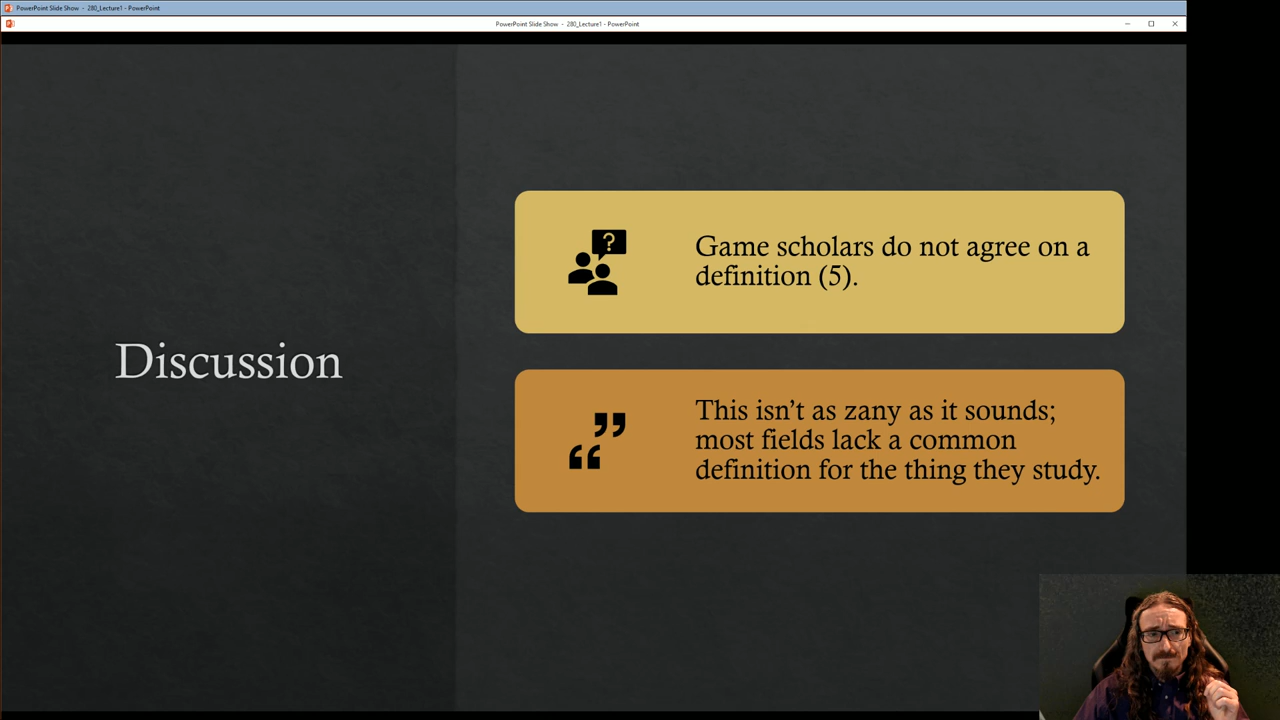 PowerPoint Slide Show - 280_Lecture1 - PowerPoint
PowerPoint Slide Show - 280_Lecture1 - PowerPoint
Discussion
?
Game scholars do not agree on a
definition (5).
This isn’t as zany as it sounds;
most fields lack a common
definition for the thing they study.